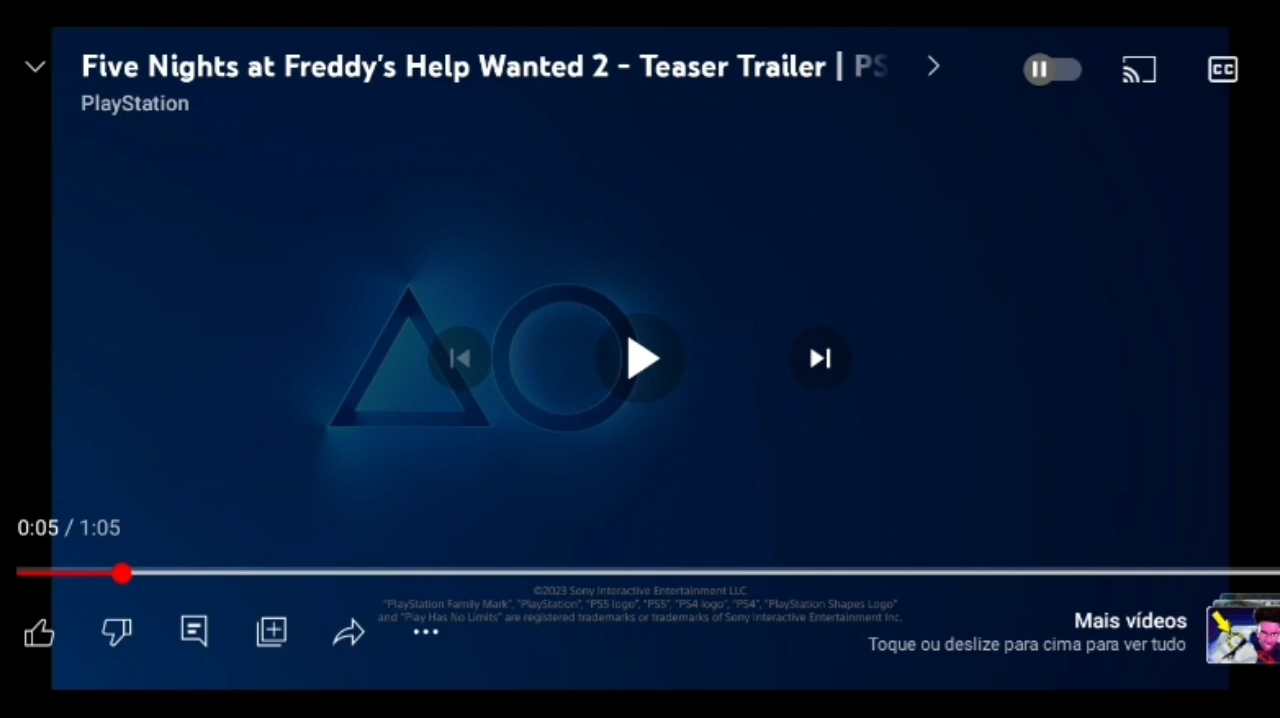 Five Nights at Freddy's Help Wanted 2 - Teaser Trailer | PS
PlayStation
CC
0:05 / 1:05
©2023 Sony Interactive Entertainment LLC
"PlayStation Family Mark", "PlayStation", "PS5 logo", "PS5", "PS4 logo", "PS4", "PlayStation Shapes Logo"
and "Play Has No Limits" are registered trademarks or trademarks of Sony Interactive Entertainment Inc.
Mais vídeos
Toque ou deslize para cima para ver tudo